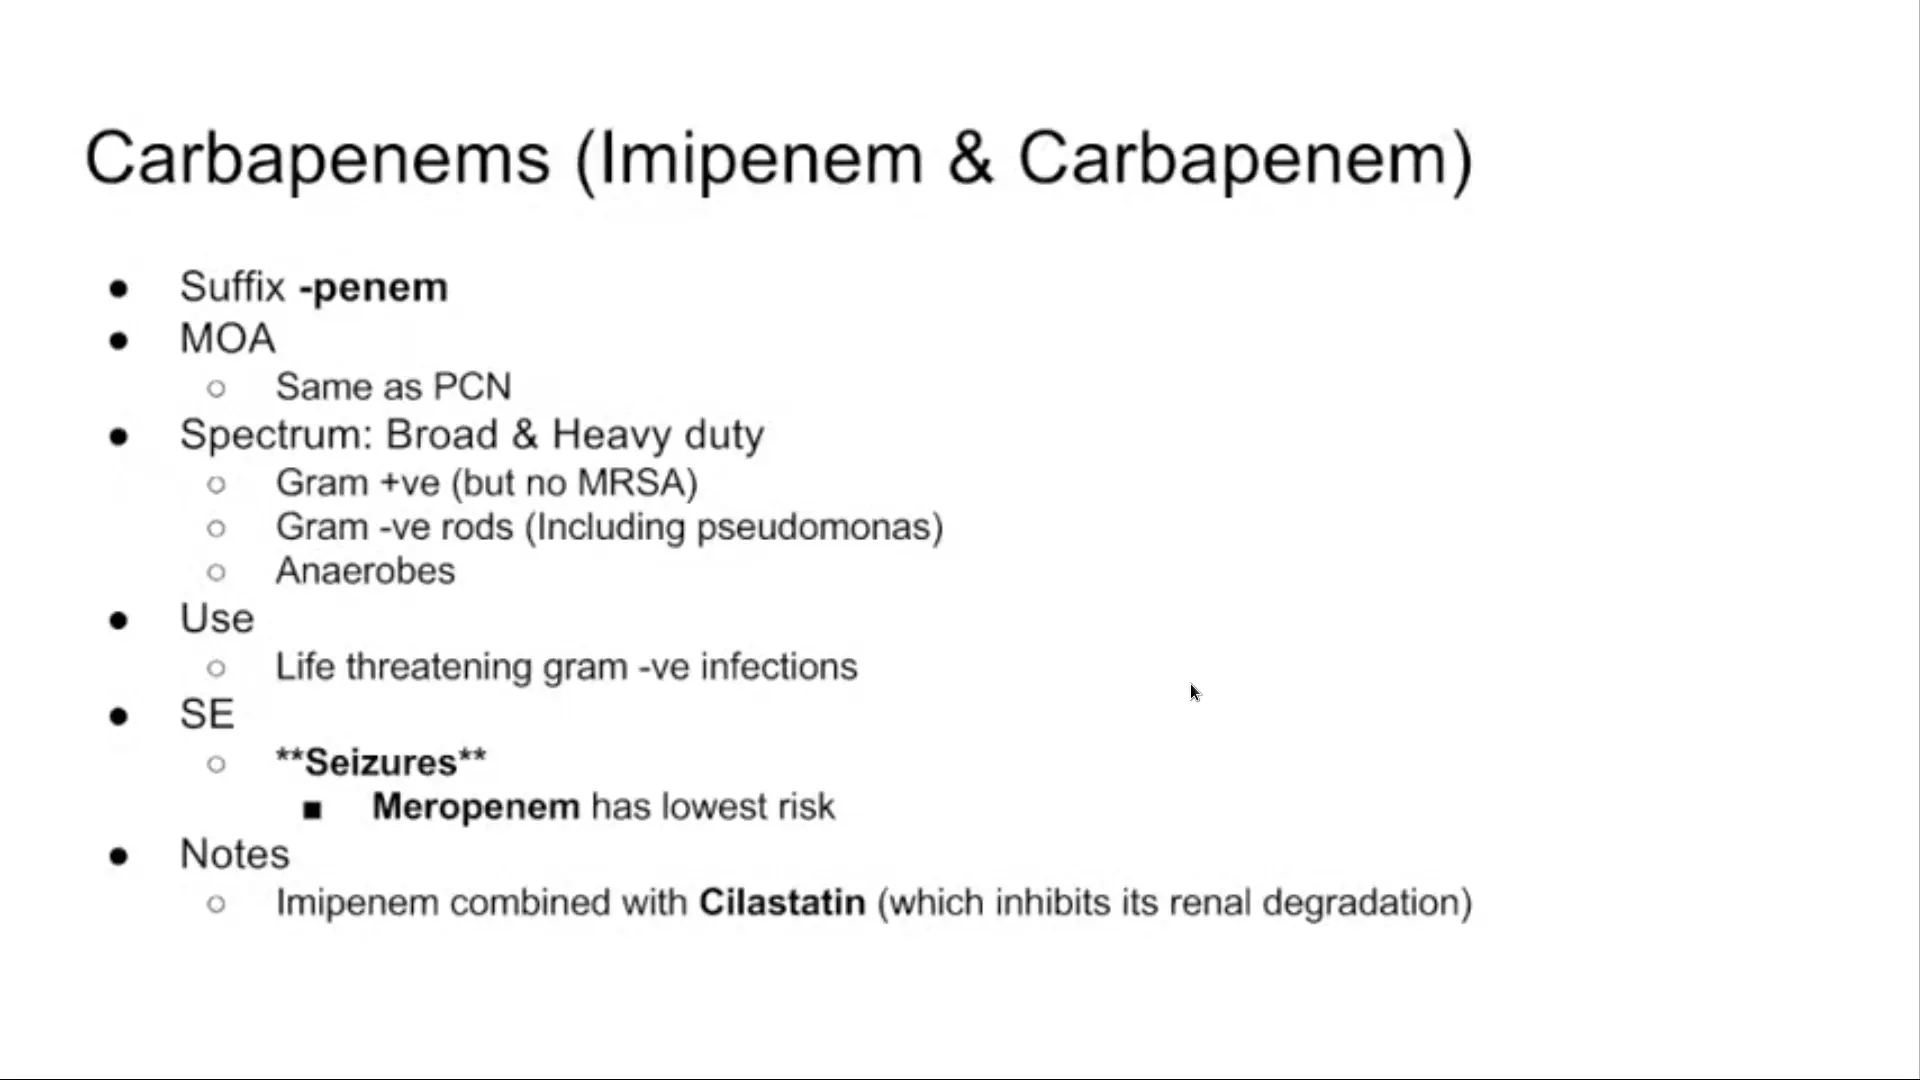 Carbapenems (Imipenem & Carbapenem)
● Suffix -penem
● MOA
○ Same as PCN
● Spectrum: Broad & Heavy duty
○ Gram +ve (but no MRSA)
○ Gram -ve rods (Including pseudomonas)
○ Anaerobes
● Use
○ Life threatening gram -ve infections
● SE
○ **Seizures**
■ Meropenem has lowest risk
● Notes
○ Imipenem combined with Cilastatin (which inhibits its renal degradation)